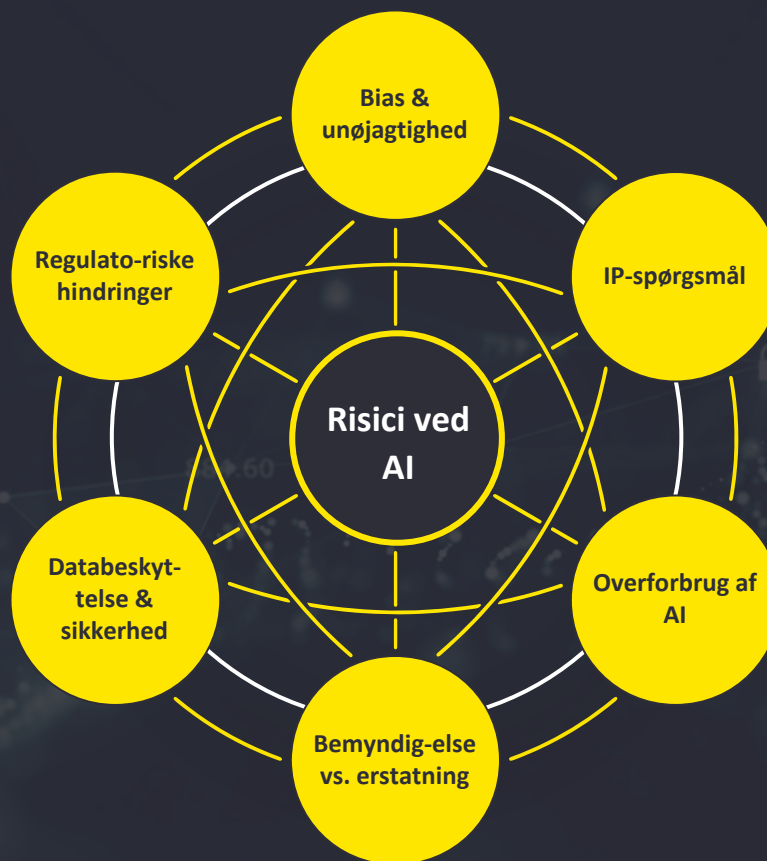 Bias &
unøjagtighed
Regulato-riske
hindringer
IP-spørgsmål
Risici ved
AI
Databeskyt-
telse &
sikkerhed
Overforbrug af
AI
Bemyndig-else
vs. erstatning